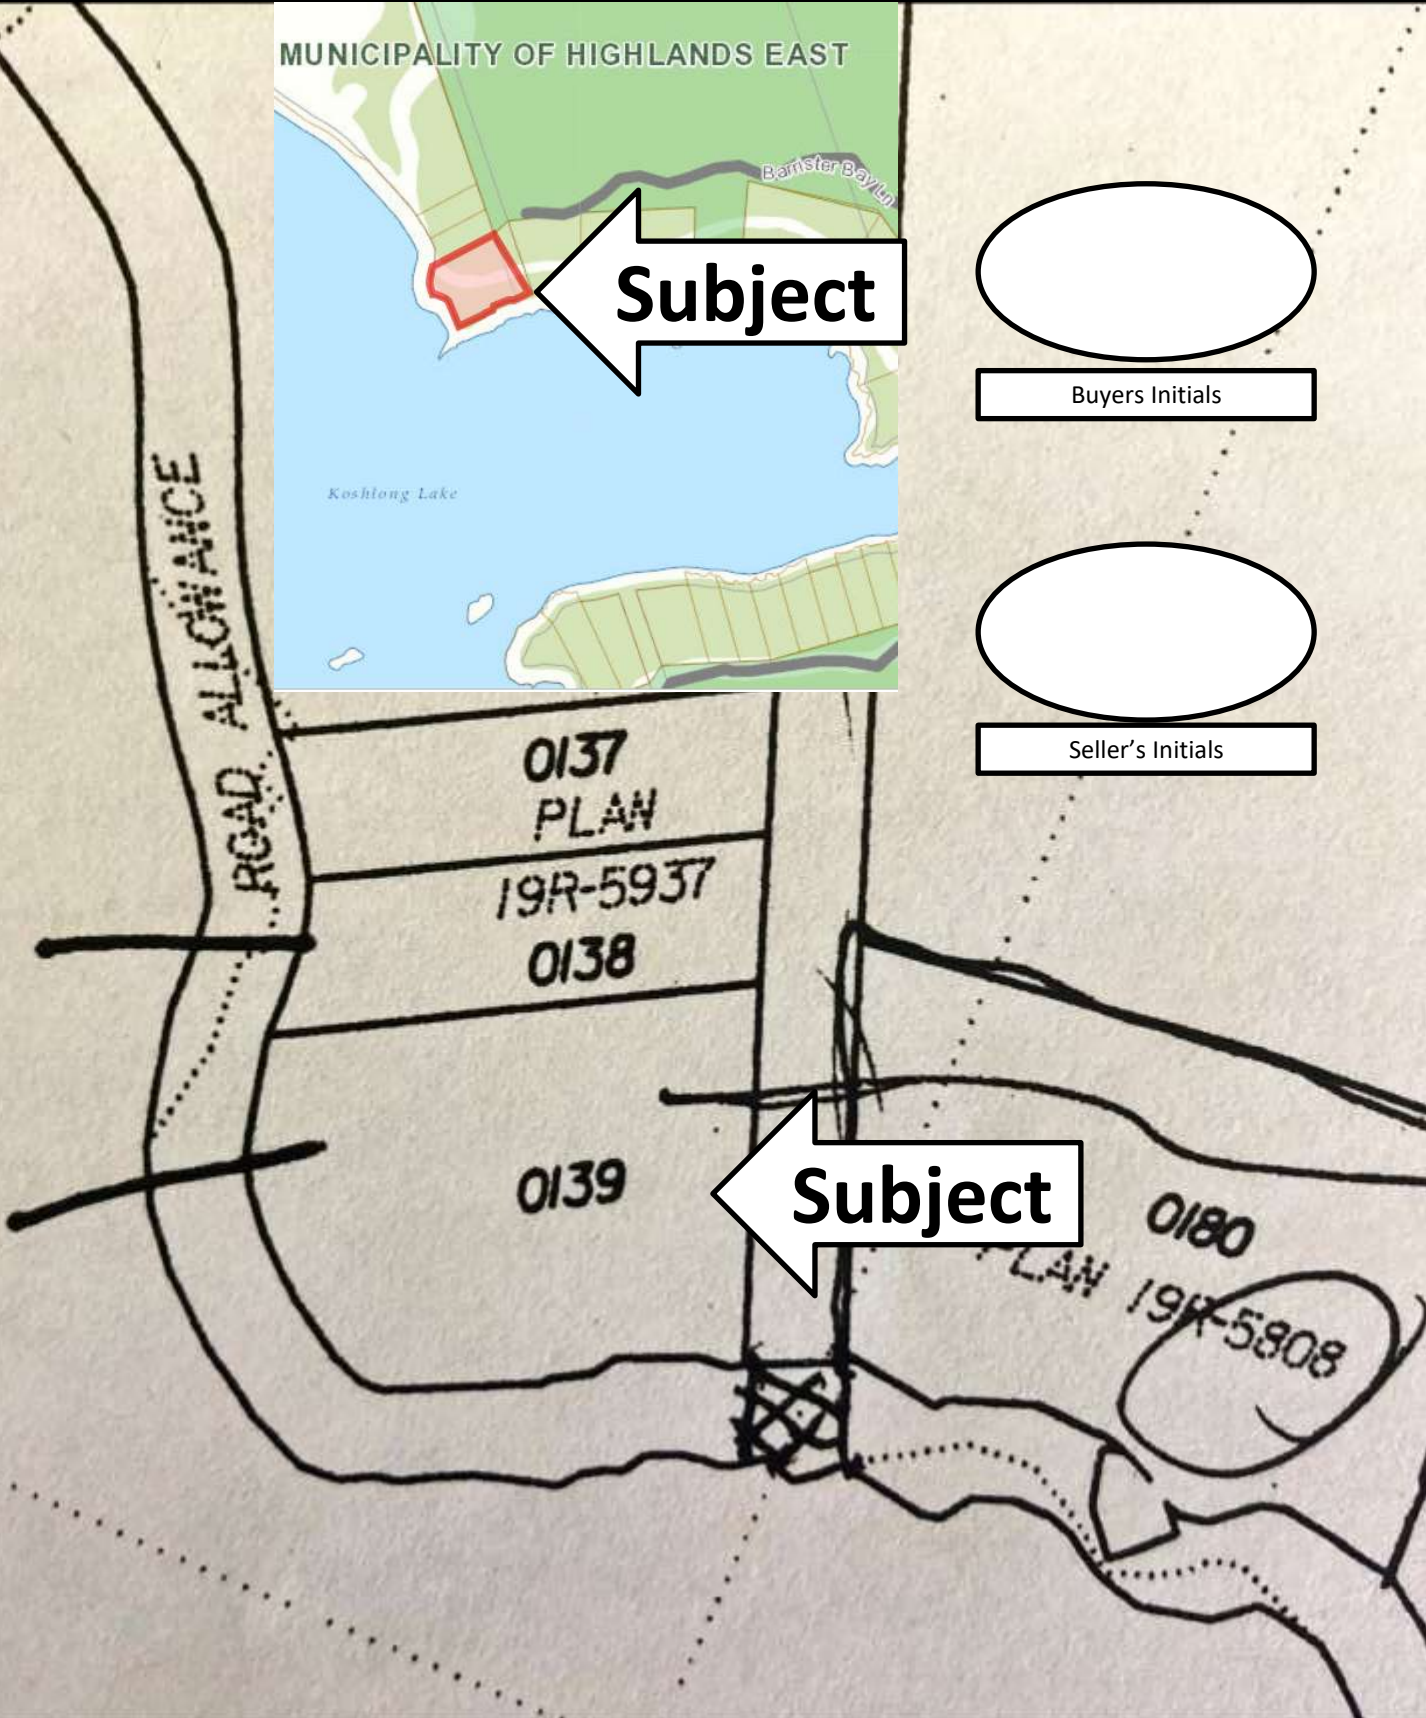 MUNICIPALITY OF HIGHLANDS EAST
Barrister Bay Ln
Subject
Koshlong Lake
Buyers Initials
Seller's Initials
ROAD ALLOWANCE
0137
PLAN
19R-5937
0138
0139
Subject
0180
PLAN 19R-5808